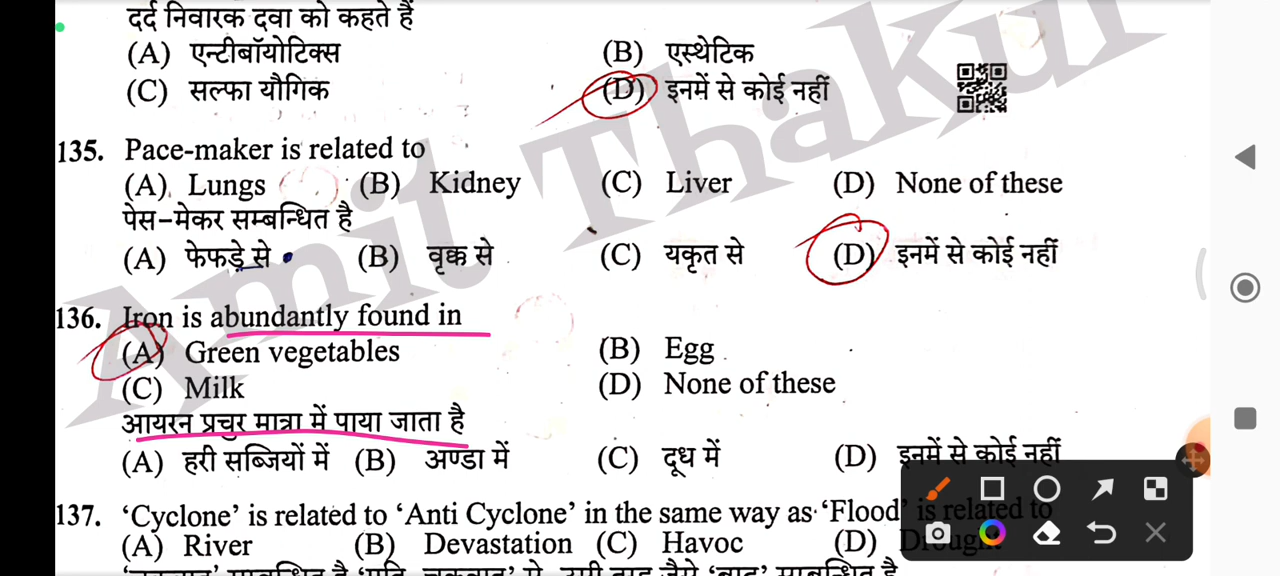 दर्द निवारक दवा को कहते हैं
(A) एन्टीबॉयोटिक्स (B) एस्थेटिक
(C) सल्फा यौगिक (D) इनमें से कोई नहीं
135. Pace-maker is related to
(A) Lungs (B) Kidney (C) Liver (D) None of these
पेस-मेकर सम्बन्धित है
(A) फेफड़े से (B) वृक्क से (C) यकृत से (D) इनमें से कोई नहीं
136. Iron is abundantly found in
(A) Green vegetables (B) Egg
(C) Milk (D) None of these
आयरन प्रचुर मात्रा में पाया जाता है
(A) हरी सब्जियों में (B) अण्डा में (C) दूध में (D) इनमें से कोई नहीं
137. ‘Cyclone’ is related to ‘Anti Cyclone’ in the same way as ‘Flood’ is related to
(A) River (B) Devastation (C) Havoc (D) Drought
Amit Thakur